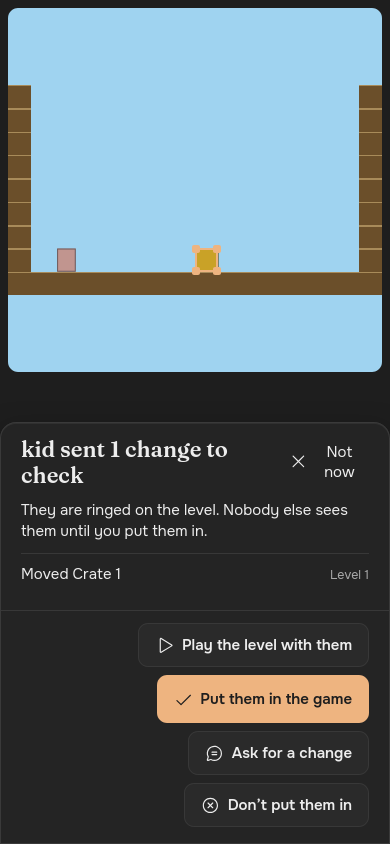 kid sent 1 change to
check
Not
now
They are ringed on the level. Nobody else sees
them until you put them in.
Moved Crate 1
Level 1
Play the level with them
Put them in the game
Ask for a change
Don’t put them in